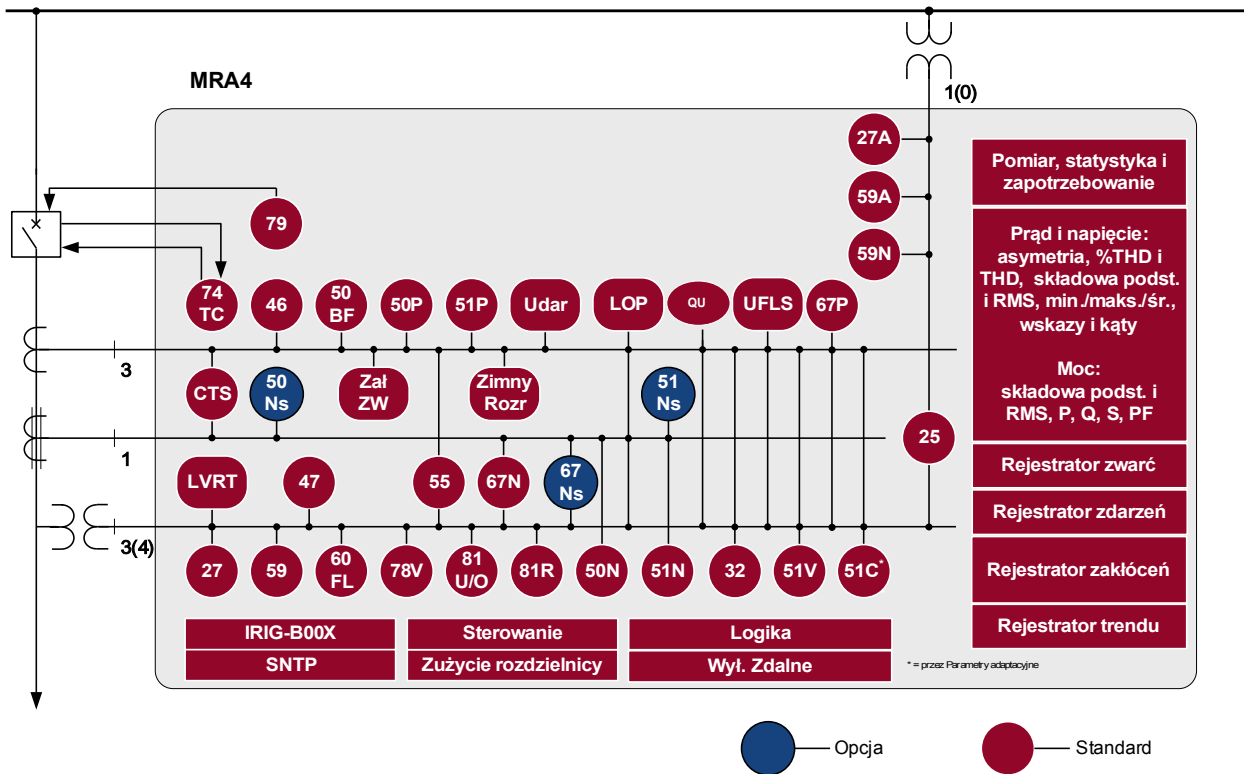 MRA4
1(0)
27A
59A
59N
79
74
TC
46
50
BF
50P
51P
Udar
LOP
QU
UFLS
67P
3
CTS
50
Ns
Zał
ZW
Zimny
Rozr
51
Ns
25
1
LVRT
47
55
67N
67
Ns
3(4)
27
59
60
FL
78V
81
U/O
81R
50N
51N
32
51V
51C*
Pomiar, statystyka i
zapotrzebowanie
Prąd i napięcie:
asymetria, %THD i
THD, składowa podst.
i RMS, min./maks./śr.,
wskazy i kąty
Moc:
składowa podst. i
RMS, P, Q, S, PF
Rejestrator zwarć
Rejestrator zdarzeń
Rejestrator zakłóceń
Rejestrator trendu
IRIG-B00X
Sterowanie
Logika
SNTP
Zużycie rozdzielnicy
Wył. Zdalne
* = przez Parametry adaptacyjne
Opcja
Standard